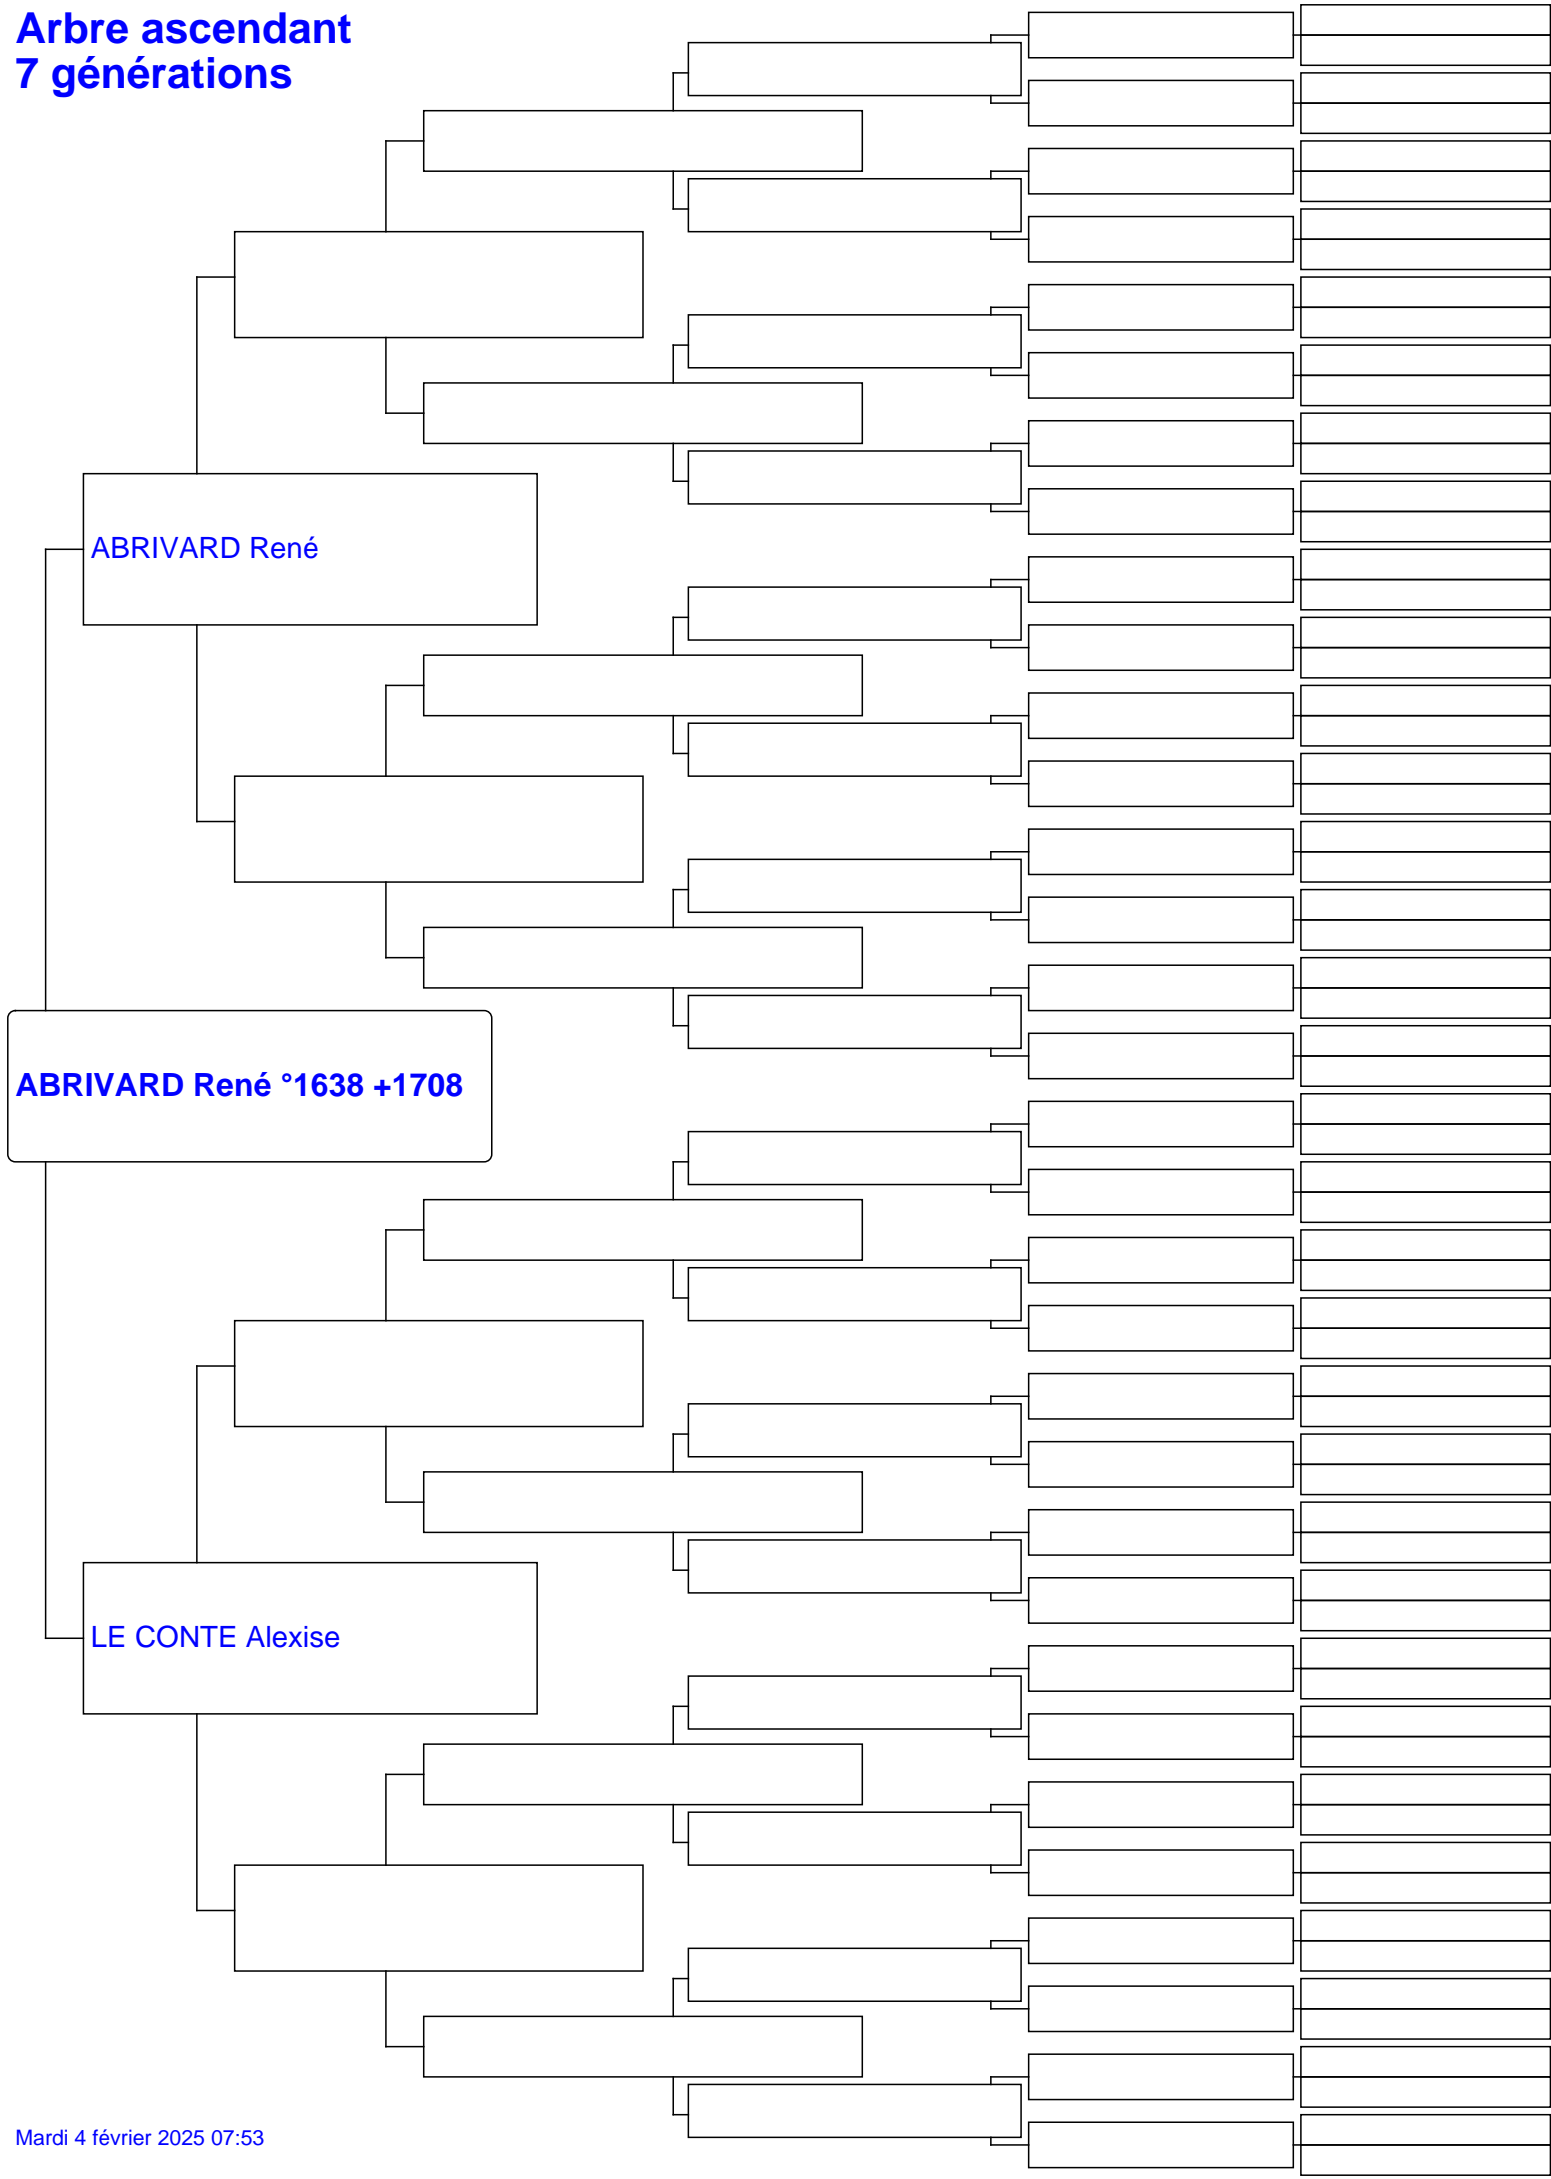 Arbre ascendant
7 générations
ABRIVARD René
ABRIVARD René °1638 +1708
LE CONTE Alexise
Mardi 4 février 2025 07:53